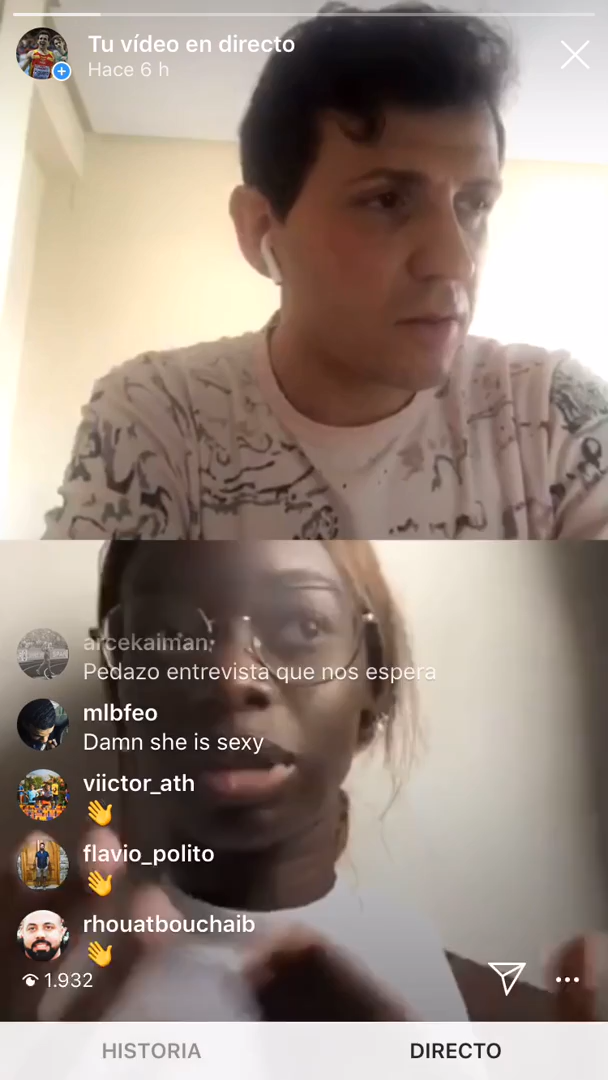 Tu vídeo en directo
Hace 6 h
arcekaiman
Pedazo entrevista que nos espera
mlbfeo
Damn she is sexy
viictor_ath
👋
flavio_polito
👋
rhouatbouchaib
👋
1.932
HISTORIA
DIRECTO